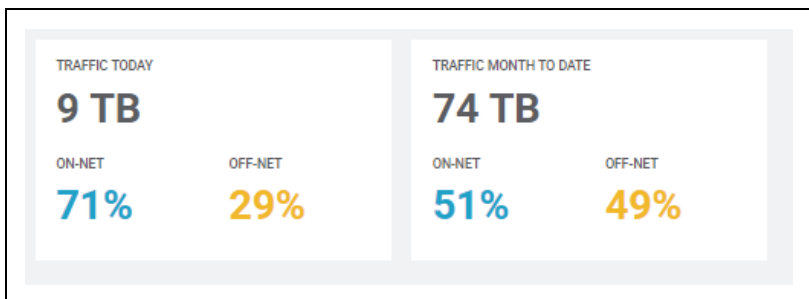 TRAFFIC TODAY
9 TB
ON-NET OFF-NET
71% 29%
TRAFFIC MONTH TO DATE
74 TB
ON-NET OFF-NET
51% 49%